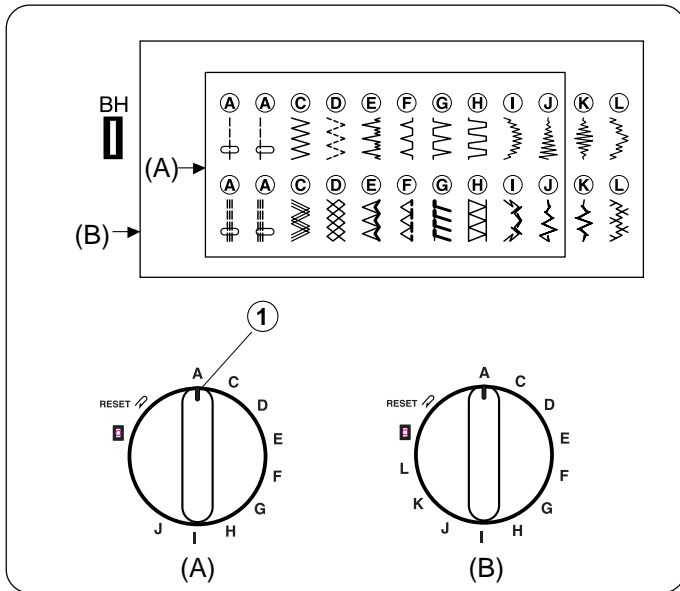 BH
A A C D E F G H I J K L
(A)
A A C D E F G H I J K L
(B)
1
A
C
D
E
F
G
H
I
J
RESET
(A)
A
C
D
E
F
G
H
I
J
K
L
RESET
(B)